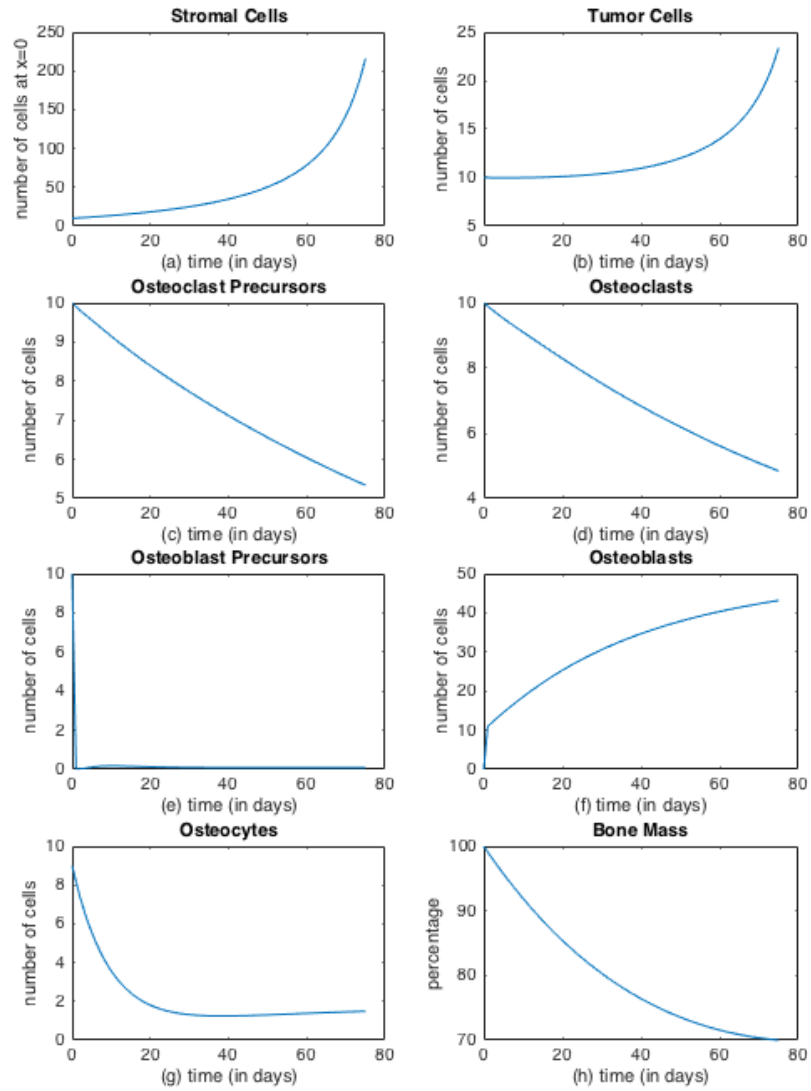 Stromal Cells
number of cells at x=0
250
200
150
100
50
0
0 20 40 60 80
(a) time (in days)
Tumor Cells
number of cells
25
20
15
10
5
0 20 40 60 80
(b) time (in days)
Osteoclast Precursors
number of cells
10
9
8
7
6
5
0 20 40 60 80
(c) time (in days)
Osteoclasts
number of cells
10
8
6
4
0 20 40 60 80
(d) time (in days)
Osteoblast Precursors
number of cells
10
8
6
4
2
0
0 20 40 60 80
(e) time (in days)
Osteoblasts
number of cells
50
40
30
20
10
0
0 20 40 60 80
(f) time (in days)
Osteocytes
number of cells
10
8
6
4
2
0
0 20 40 60 80
(g) time (in days)
Bone Mass
percentage
100
90
80
70
0 20 40 60 80
(h) time (in days)